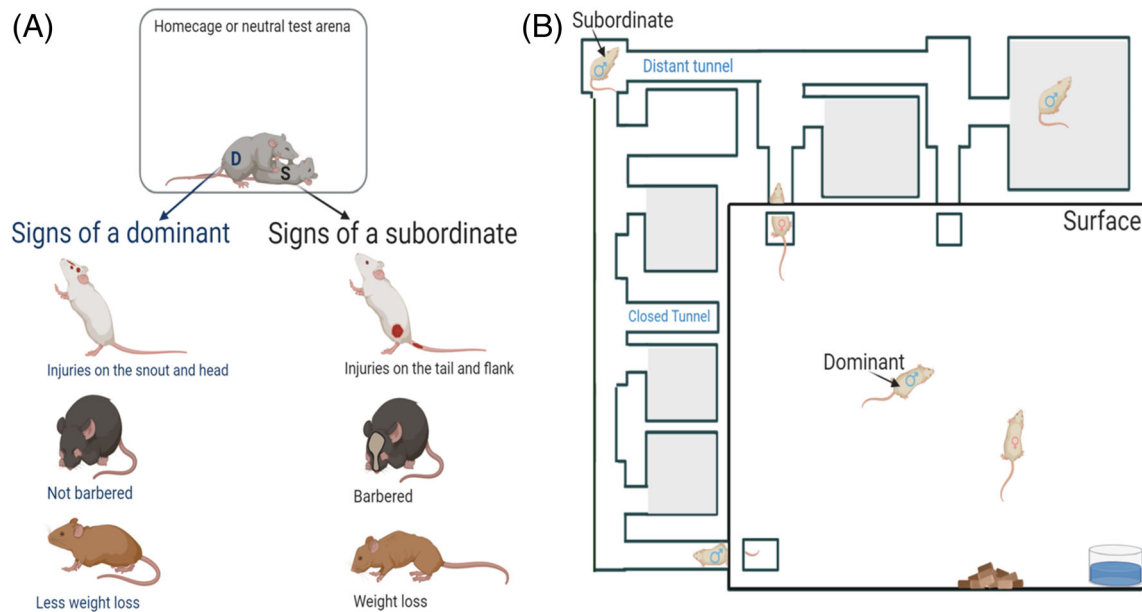 (A)
Homecage or neutral test arena
D
S
Signs of a dominant
Signs of a subordinate
Injuries on the snout and head
Injuries on the tail and flank
Not barbered
Barbered
Less weight loss
Weight loss
(B)
Subordinate
Distant tunnel
Surface
Closed Tunnel
Dominant